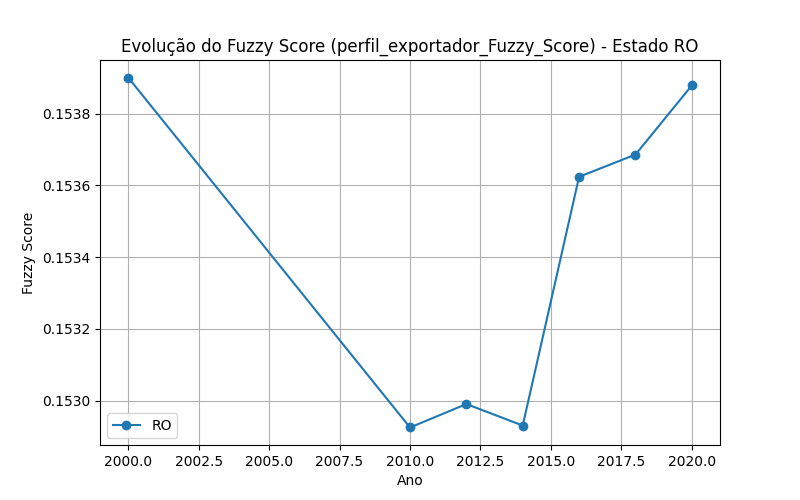 Evolução do Fuzzy Score (perfil_exportador_Fuzzy_Score) - Estado RO
Fuzzy Score
0.1538
0.1536
0.1534
0.1532
0.1530
RO
2000.0 2002.5 2005.0 2007.5 2010.0 2012.5 2015.0 2017.5 2020.0
Ano